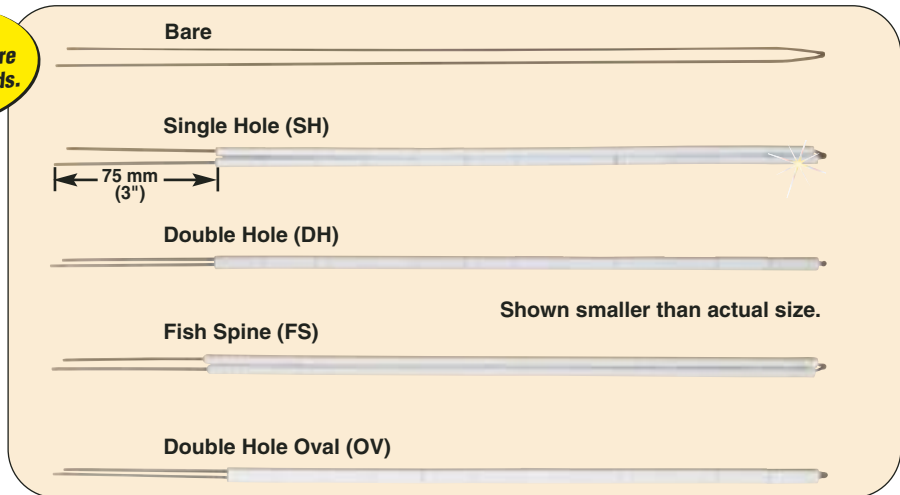 Bare
ds.
Single Hole (SH)
75 mm
(3")
Double Hole (DH)
Shown smaller than actual size.
Fish Spine (FS)
Double Hole Oval (OV)